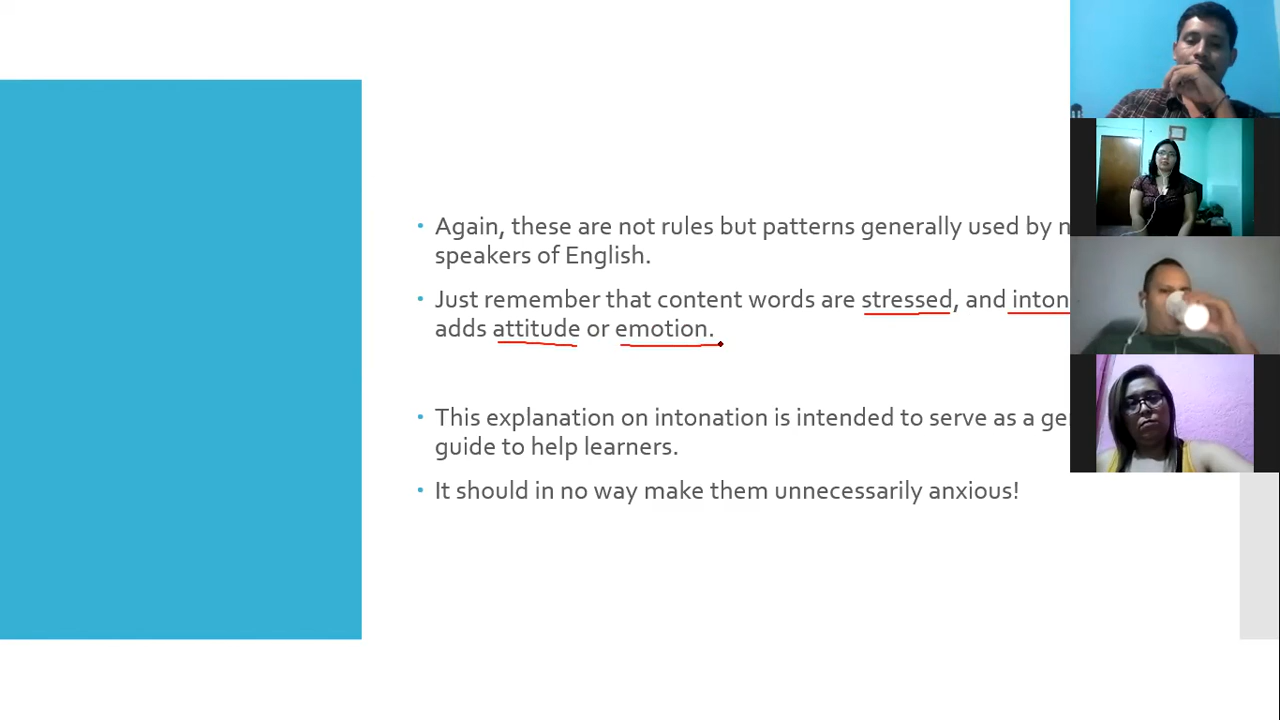 Again, these are not rules but patterns generally used by
speakers of English.
Just remember that content words are stressed, and
adds attitude or emotion.
This explanation on intonation is intended to serve as a
guide to help learners.
It should in no way make them unnecessarily anxious!